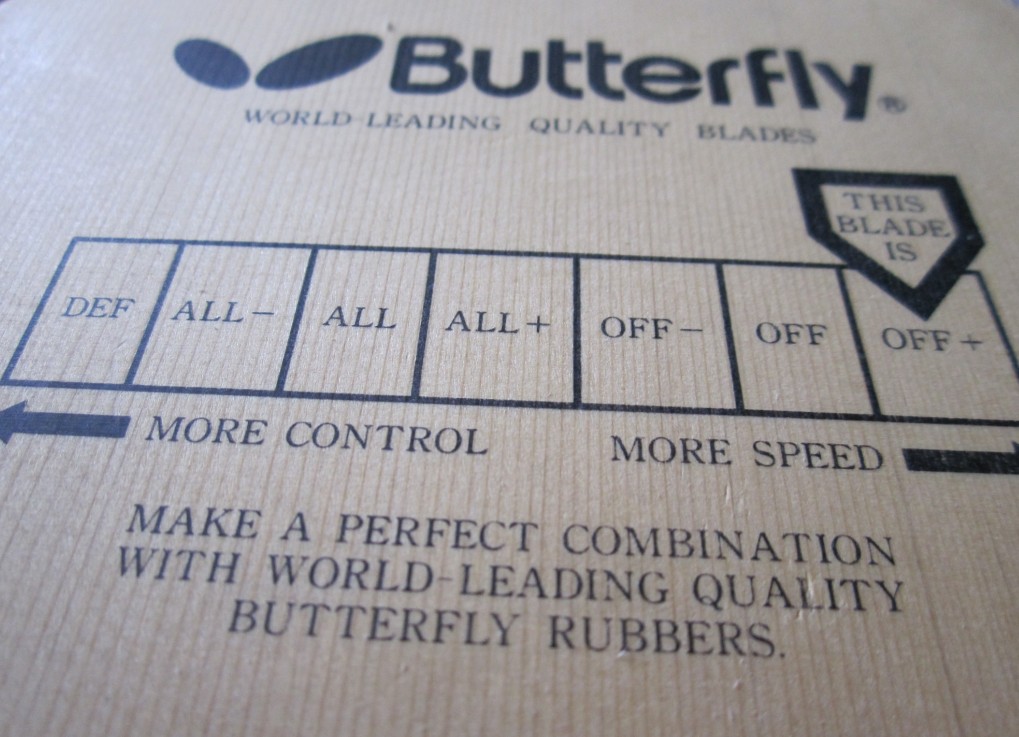 Butterfly®
WORLD-LEADING QUALITY BLADES
THIS
BLADE
IS
DEF ALL- ALL ALL+ OFF- OFF OFF+
MORE CONTROL MORE SPEED
MAKE A PERFECT COMBINATION
WITH WORLD-LEADING QUALITY
BUTTERFLY RUBBERS.